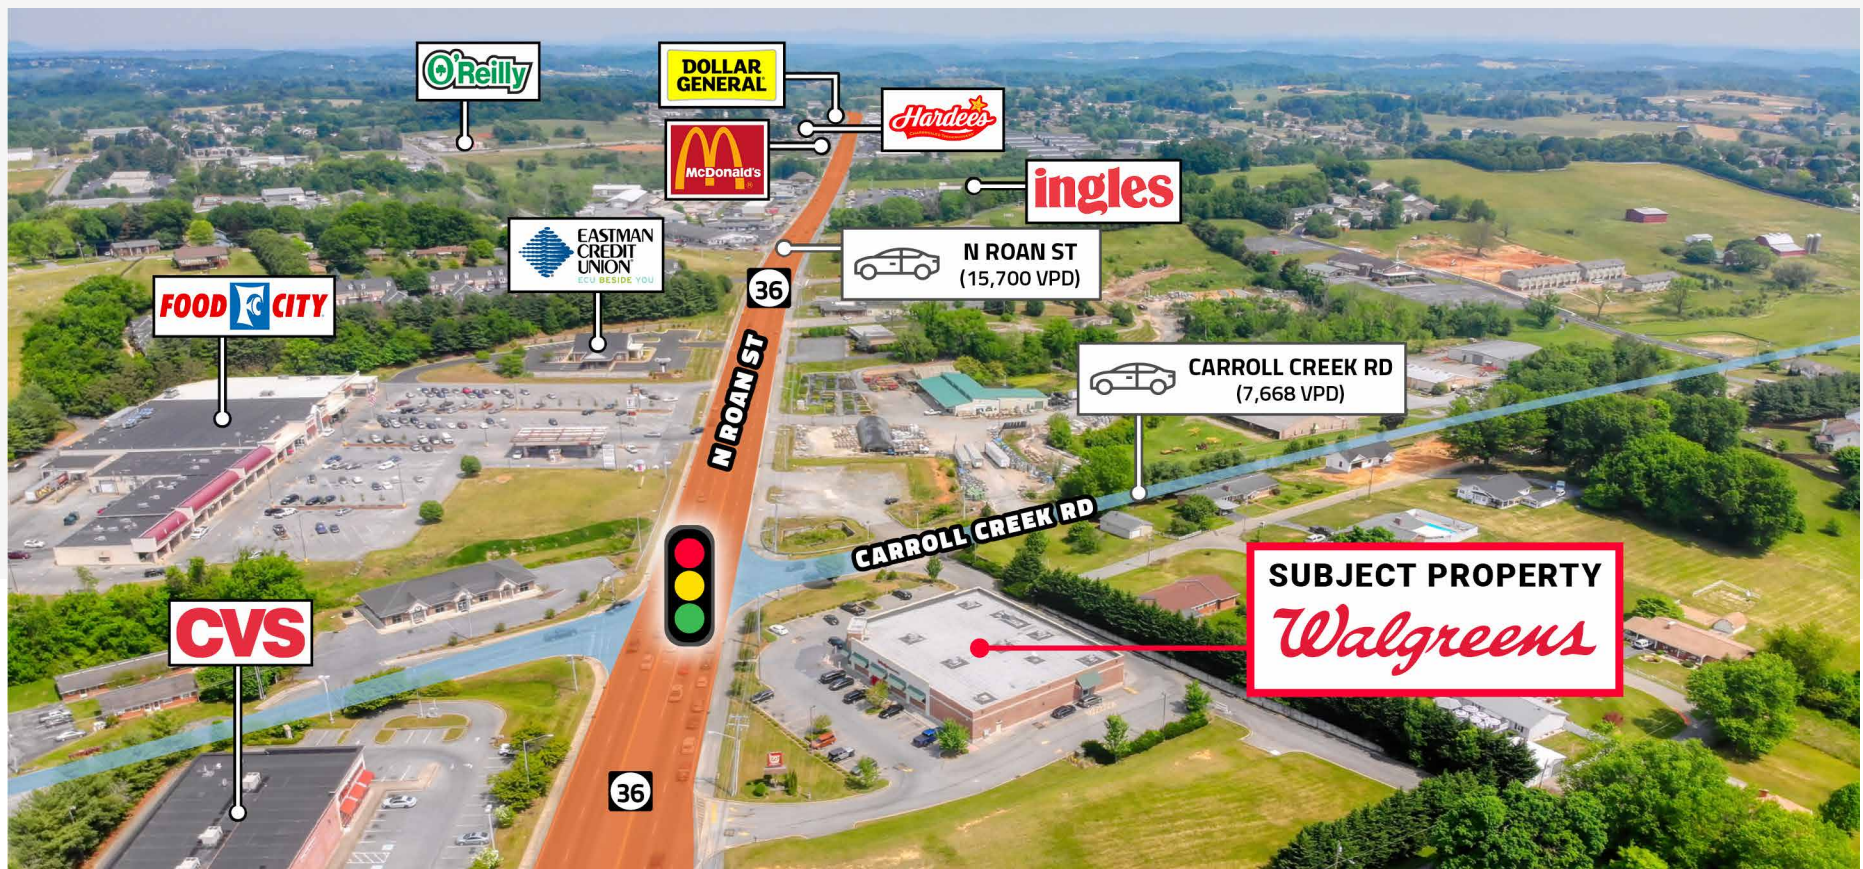 O'Reilly
DOLLAR
GENERAL
Hardee's
McDonald's
ingles
EASTMAN
CREDIT
UNION
ECU BESIDE YOU
N ROAN ST
(15,700 VPD)
36
FOOD CITY
N ROAN ST
CARROLL CREEK RD
(7,668 VPD)
CARROLL CREEK RD
SUBJECT PROPERTY
Walgreens
CVS
36